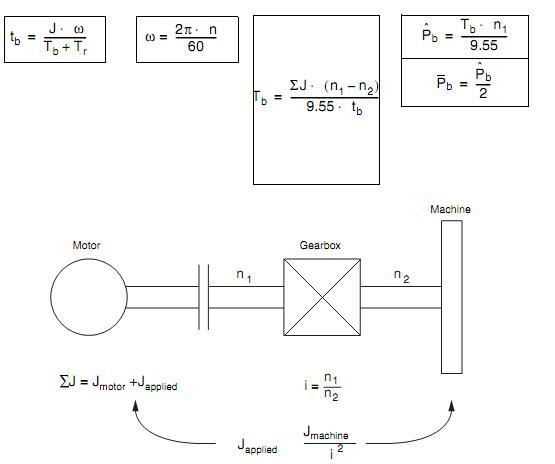 t_b = (J · ω) / (T_b + T_r)
ω = (2π · n) / 60
T_b = (ΣJ · (n_1 – n_2)) / (9.55 · t_b)
P̂_b = (T_b · n_1) / 9.55
P̅_b = P̂_b / 2
Machine
Motor
Gearbox
n_1
n_2
ΣJ = J_motor +J_applied
i = n_1 / n_2
J_applied J_machine / i^2